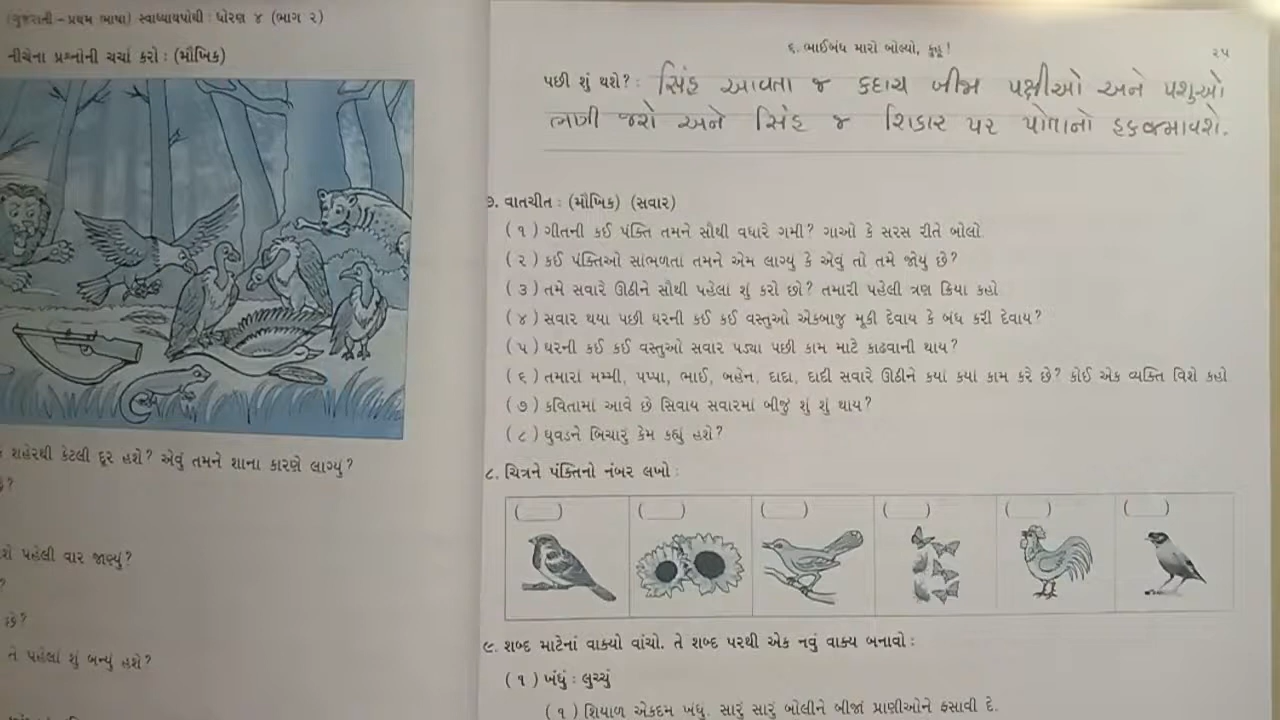 (ગુજરાતી – પ્રથમ ભાષા) સ્વાધ્યાયપોથી : ધોરણ ૪ (ભાગ ૨)
નીચેના પ્રશ્નોની ચર્ચા કરો : (મૌખિક)
શહેરથી કેટલી દૂર હશે? એવું તમને શાના કારણે લાગ્યું?
પહેલી વાર જાણ્યું?
છે?
તે પહેલાં શું બન્યું હશે?
૬. ભાઈબંધ મારો બોલ્યો, કુહૂ!
૨૫
પછી શું થશે? : સિંહ આવતા જ કદાચ બીજા પક્ષીઓ અને પશુઓ
ભાગી જશે અને સિંહ જ શિકાર પર પોતાનો હક જમાવશે.
૭. વાતચીત : (મૌખિક) (સવાર)
(૧) ગીતની કઈ પંક્તિ તમને સૌથી વધારે ગમી? ગાઓ કે સરસ રીતે બોલો.
(૨) કઈ પંક્તિઓ સાંભળતાં તમને એમ લાગ્યું કે એવું તો તમે જોયું છે?
(૩) તમે સવારે ઊઠીને સૌથી પહેલાં શું કરો છો? તમારી પહેલી ત્રણ ક્રિયા કહો.
(૪) સવાર થયા પછી ઘરની કઈ કઈ વસ્તુઓ એકબાજુ મૂકી દેવાય કે બંધ કરી દેવાય?
(૫) ઘરની કઈ કઈ વસ્તુઓ સવાર પડ્યા પછી કામ માટે કાઢવાની થાય?
(૬) તમારાં મમ્મી, પપ્પા, ભાઈ, બહેન, દાદા, દાદી સવારે ઊઠીને કયાં કયાં કામ કરે છે? કોઈ એક વ્યક્તિ વિશે કહો.
(૭) કવિતામાં આવે છે સિવાય સવારમાં બીજું શું શું થાય?
(૮) ઘુવડને બિચારું કેમ કહ્યું હશે?
૮. ચિત્રને પંક્તિનો નંબર લખો :
૯. શબ્દ માટેનાં વાક્યો વાંચો. તે શબ્દ પરથી એક નવું વાક્ય બનાવો :
(૧) ખંધું : લુચ્ચું
(૧) શિયાળ એકદમ ખંધુ. સારું સારું બોલીને બીજાં પ્રાણીઓને ફસાવી દે.